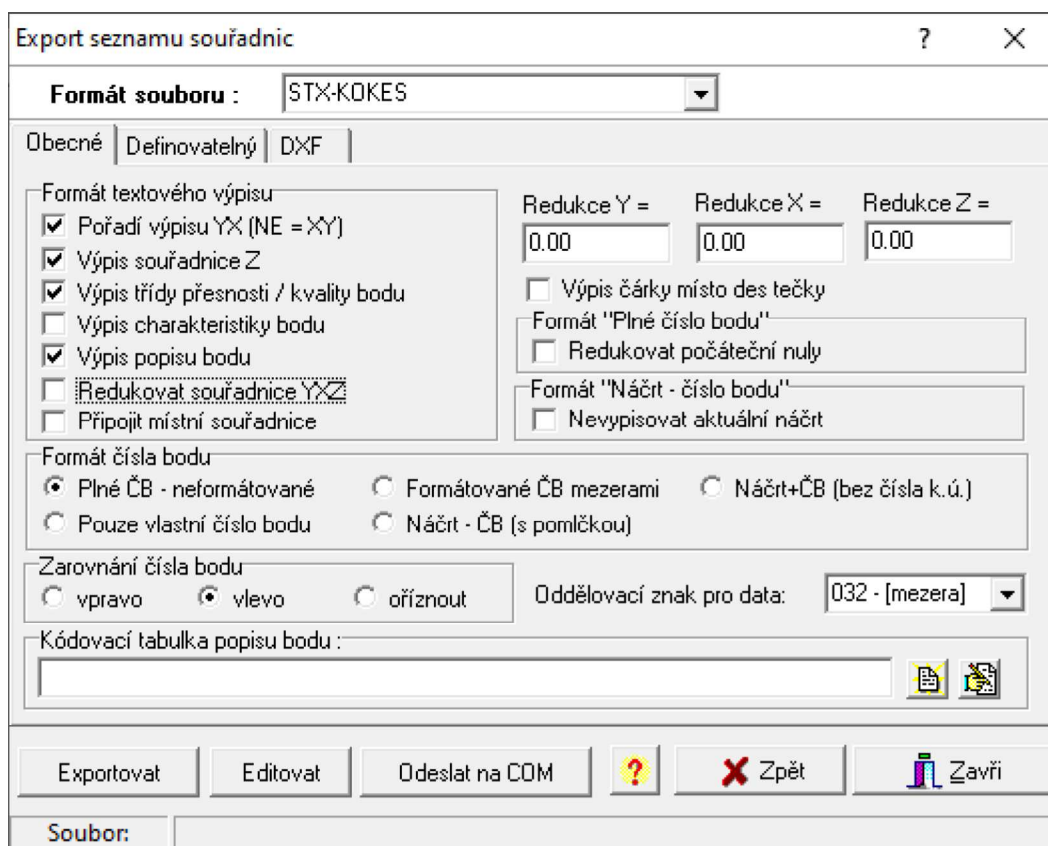 Export seznamu souřadnic
?
Formát souboru :
STX-KOKES
Obecné
Definovatelný
DXF
Formát textového výpisu
Pořadí výpisu YX (NE = XY)
Výpis souřadnice Z
Výpis třídy přesnosti / kvality bodu
Výpis charakteristiky bodu
Výpis popisu bodu
Redukovat souřadnice YXZ
Připojit místní souřadnice
Redukce Y =
Redukce X =
Redukce Z =
0.00
0.00
0.00
Výpis čárky místo des tečky
Formát "Plné číslo bodu"
Redukovat počáteční nuly
Formát "Náčrt - číslo bodu"
Nevypisovat aktuální náčrt
Formát čísla bodu
Plné ČB - neformátované
Formátované ČB mezerami
Náčrt+ČB (bez čísla k.ú.)
Pouze vlastní číslo bodu
Náčrt - ČB (s pomlčkou)
Zarovnání čísla bodu
vpravo
vlevo
oříznout
Oddělovací znak pro data:
032 - [mezera]
Kódovací tabulka popisu bodu :
Exportovat
Editovat
Odeslat na COM
?
Zpět
Zavři
Soubor: